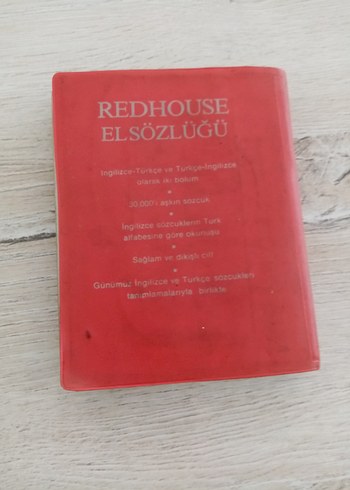 REDHOUSE
EL SÖZLÜĞÜ
İngilizce-Türkçe ve Türkçe-İngilizce
olarak iki bölüm
30,000'i aşkın sözcük
İngilizce sözcüklerin Türk
alfabesine göre okunuşu
Sağlam ve dikişli cilt
Günümüz İngilizce ve Türkçe sözcükleri
tanımlamalarıyla birlikte